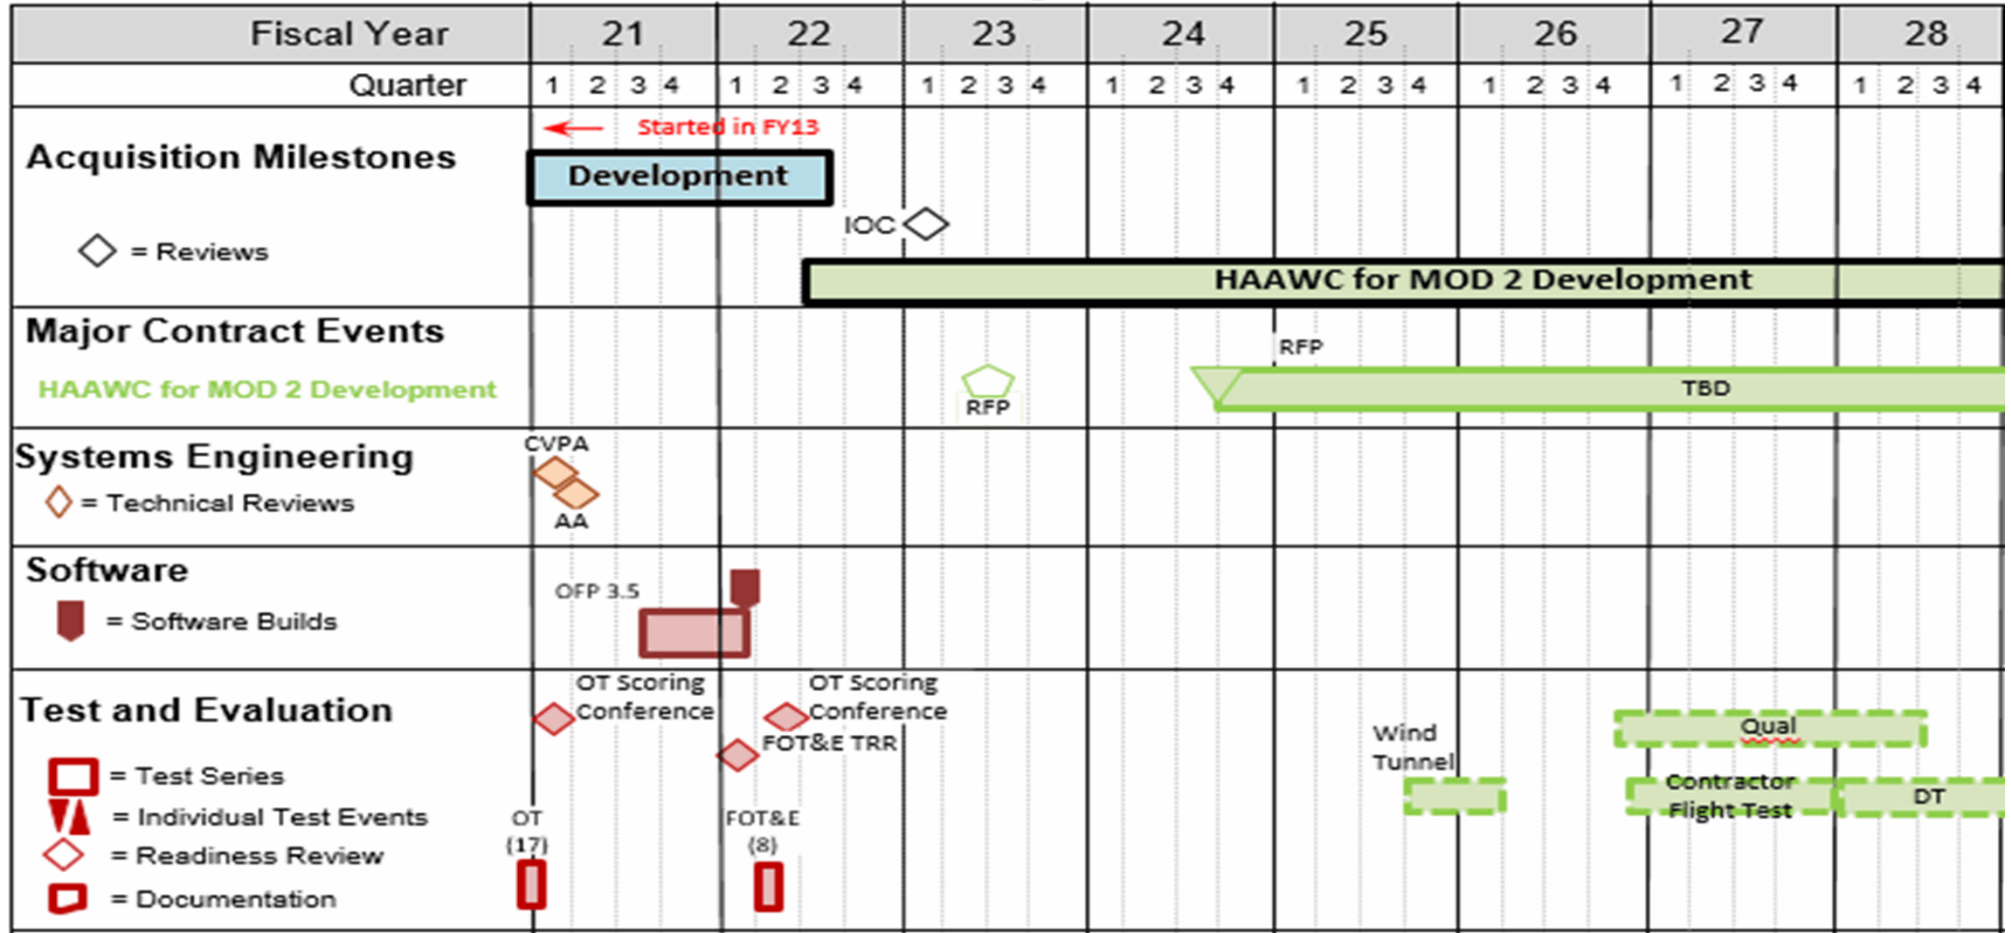 Fiscal Year 21 22 23 24 25 26 27 28
Quarter 1 2 3 4 1 2 3 4 1 2 3 4 1 2 3 4 1 2 3 4 1 2 3 4 1 2 3 4 1 2 3 4
Started in FY13
Acquisition Milestones
Development
IOC
= Reviews
HAAWC for MOD 2 Development
Major Contract Events
RFP
HAAWC for MOD 2 Development
TBD
RFP
CVPA
Systems Engineering
= Technical Reviews
AA
Software
OFP 3.5
= Software Builds
OT Scoring
Conference
OT Scoring
Conference
Test and Evaluation
FOT&E TRR
Wind
Tunnel
Qual
= Test Series
Contractor
Flight Test
DT
= Individual Test Events
OT
(17)
FOT&E
(8)
= Readiness Review
= Documentation